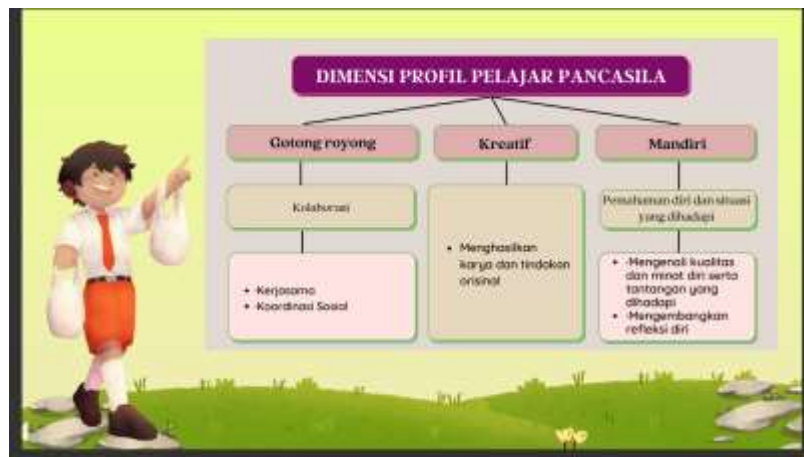 DIMENSI PROFIL PELAJAR PANCASILA
Gotong royong
Kreatif
Mandiri
Kolaborasi
Pemahaman diri dan situasi
yang dihadapi
• Menghasilkan
karya dan tindakan
orisinal
• ·Kerjasama
• ·Koordinasi Sosial
• ·Mengenali kualitas
dan minat diri serta
tantangan yang
dihadapi
• ·Mengembangkan
refleksi diri